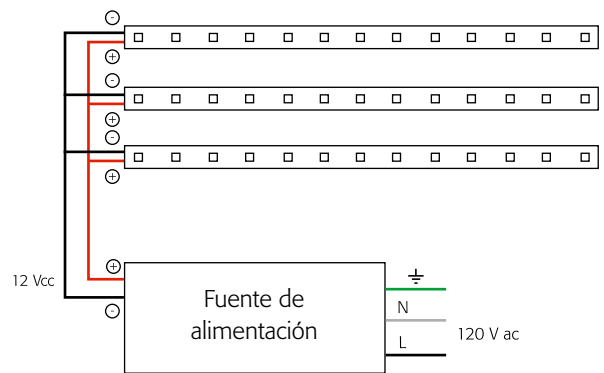 -
+
-
+
-
+
+
12 Vcc
-
Fuente de
alimentación
N
L
120 V ac